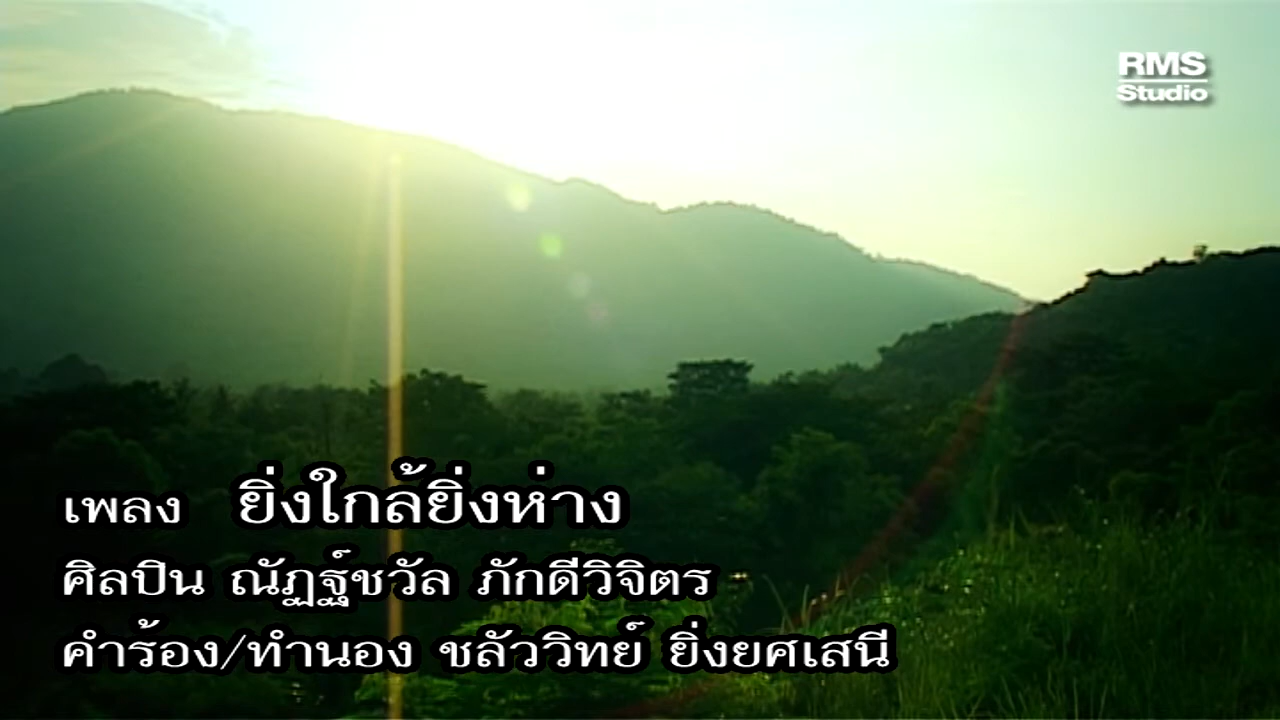 RMS
Studio
เพลง ยิ่งใกล้ยิ่งห่าง
ศิลปิน ณัฏฐ์ชวัล ภักดีวิจิตร
คำร้อง/ทำนอง ชลัววิทย์ ยิ่งยศเสนี